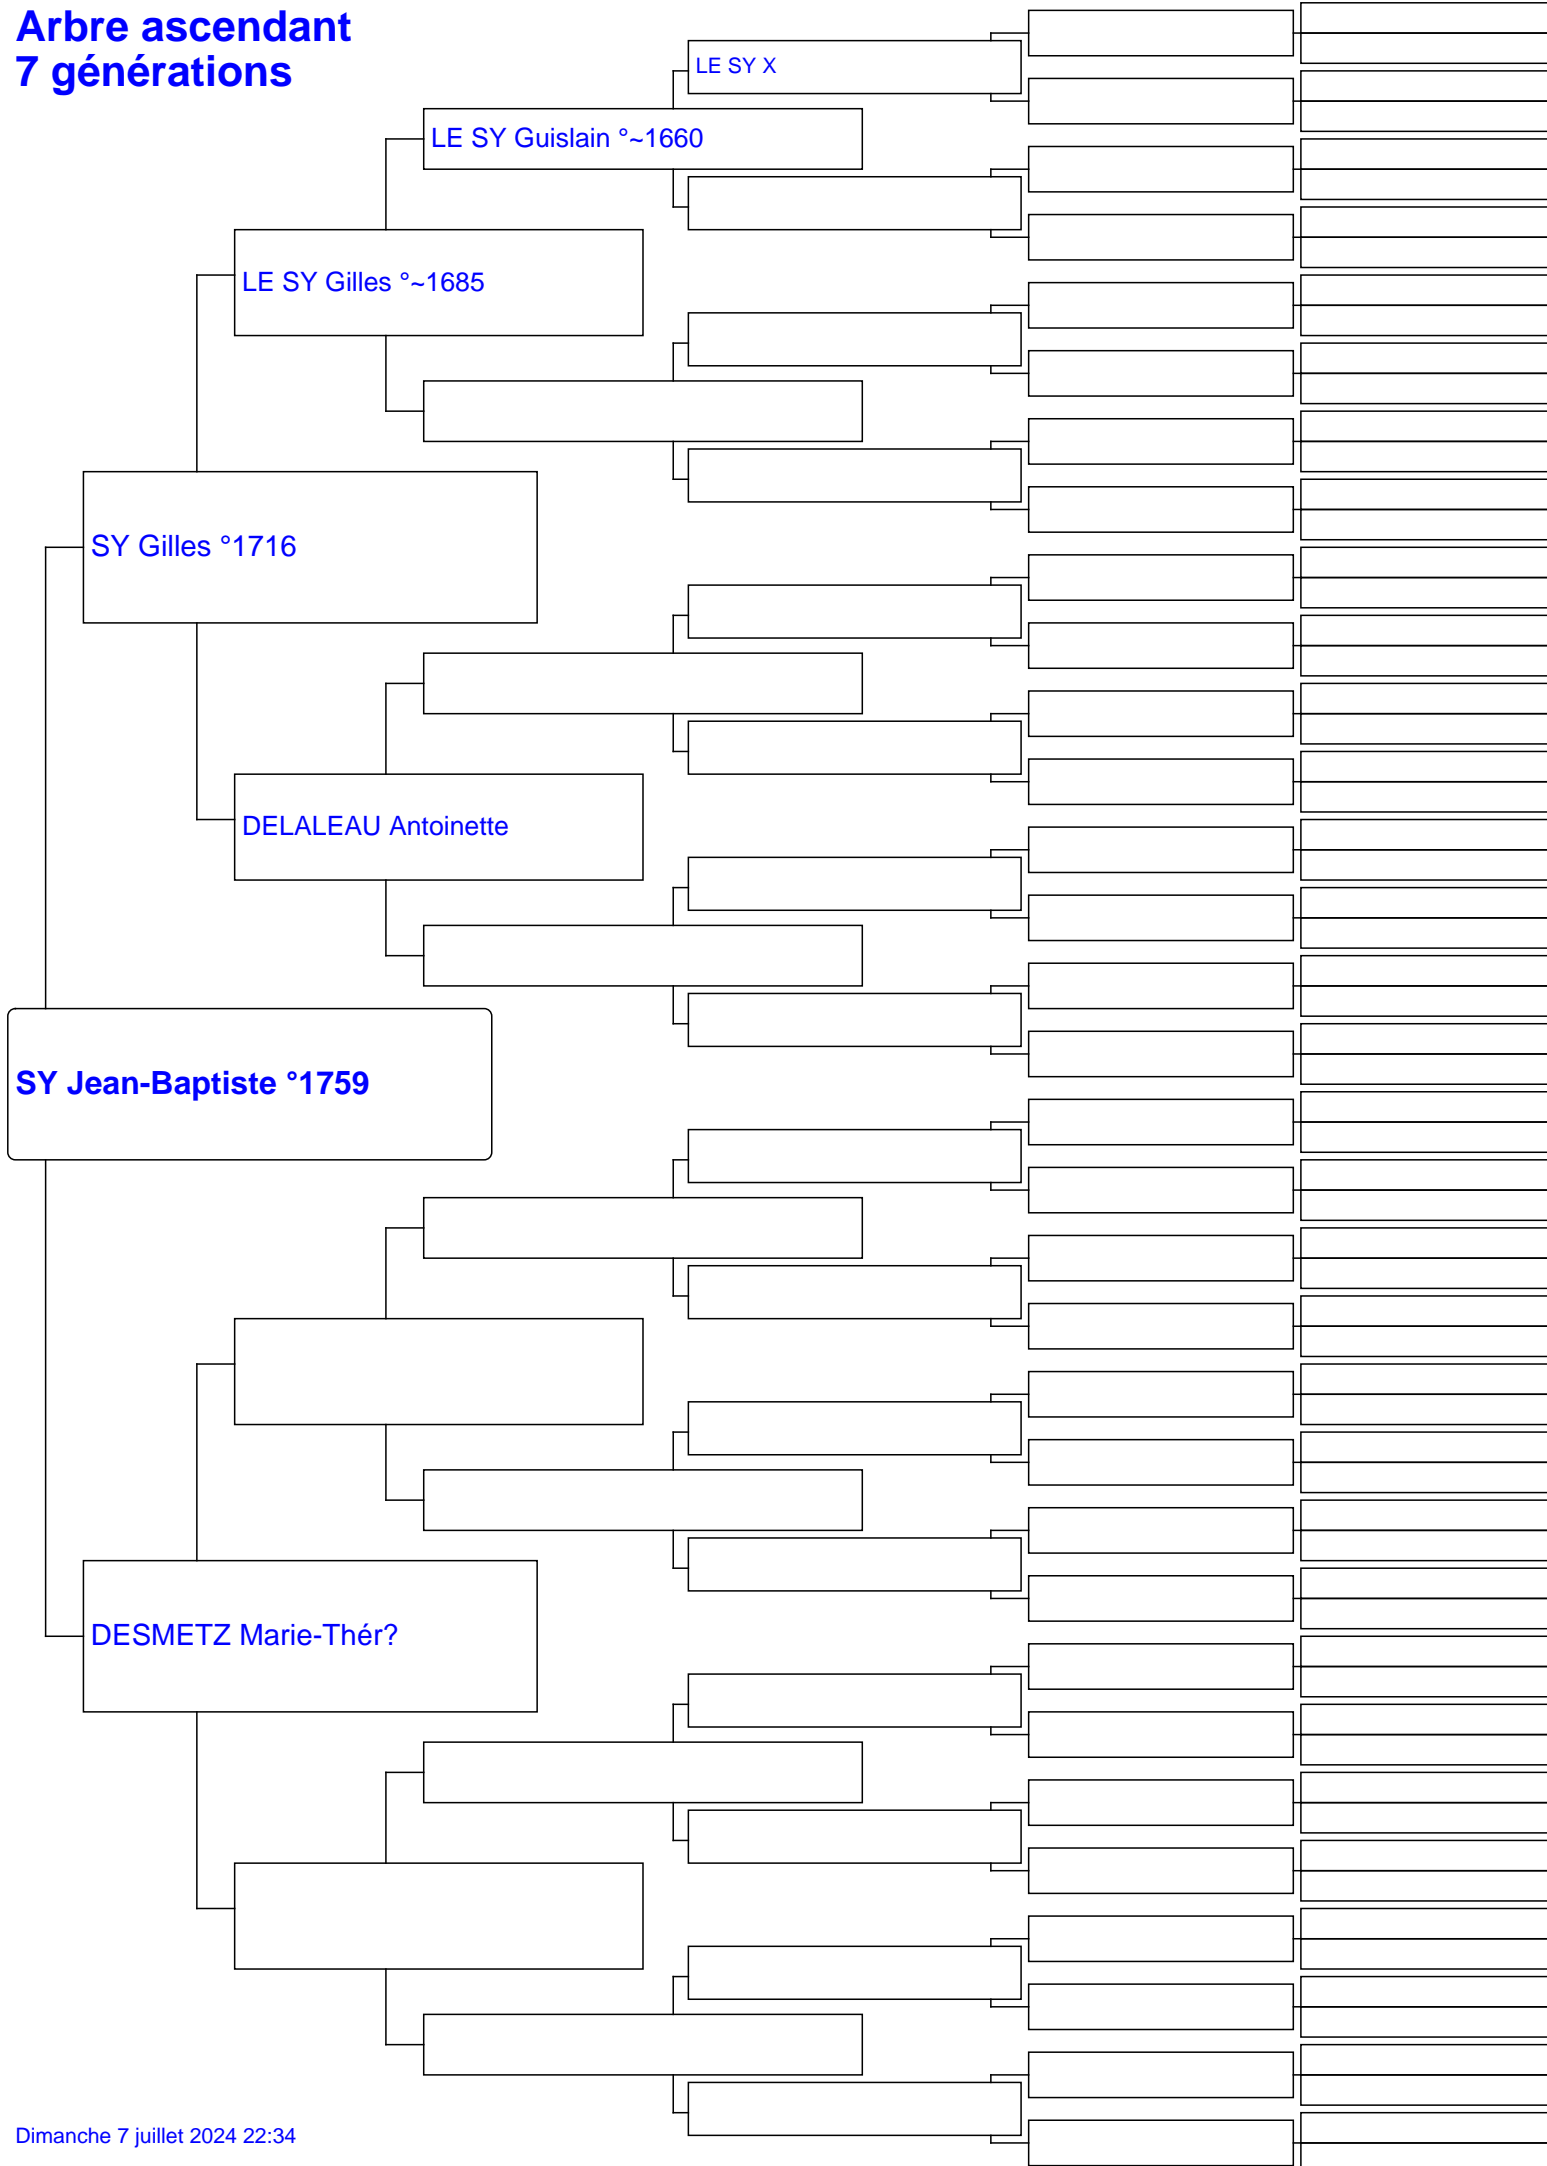 Arbre ascendant
7 générations
LE SY X
LE SY Guislain °~1660
LE SY Gilles °~1685
SY Gilles °1716
DELALEAU Antoinette
SY Jean-Baptiste °1759
DESMETZ Marie-Thér?
Dimanche 7 juillet 2024 22:34